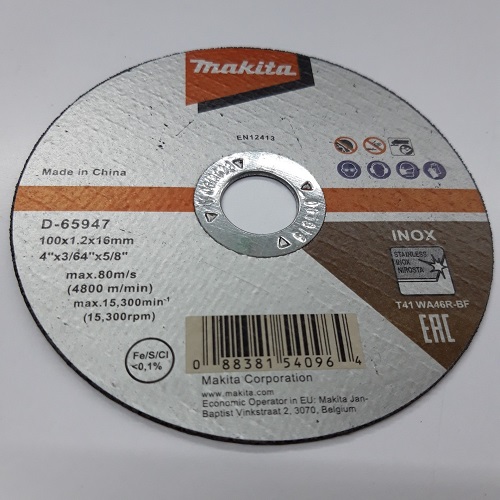 Makita
EN12413
Made in China
D-65947
100x1.2x16mm
4"x3/64"x5/8"
max.80m/s
(4800 m/min)
max.15,300min⁻¹
(15,300rpm)
INOX
STAINLESS
INOX
NIROSTA
T41 WA46R-BF
EAC
Fe/S/Cl
<0,1%
0 88381 54096 4
Makita Corporation
www.makita.com
Economic Operator in EU: Makita Jan-
Baptist Vinkstraat 2, 3070, Belgium